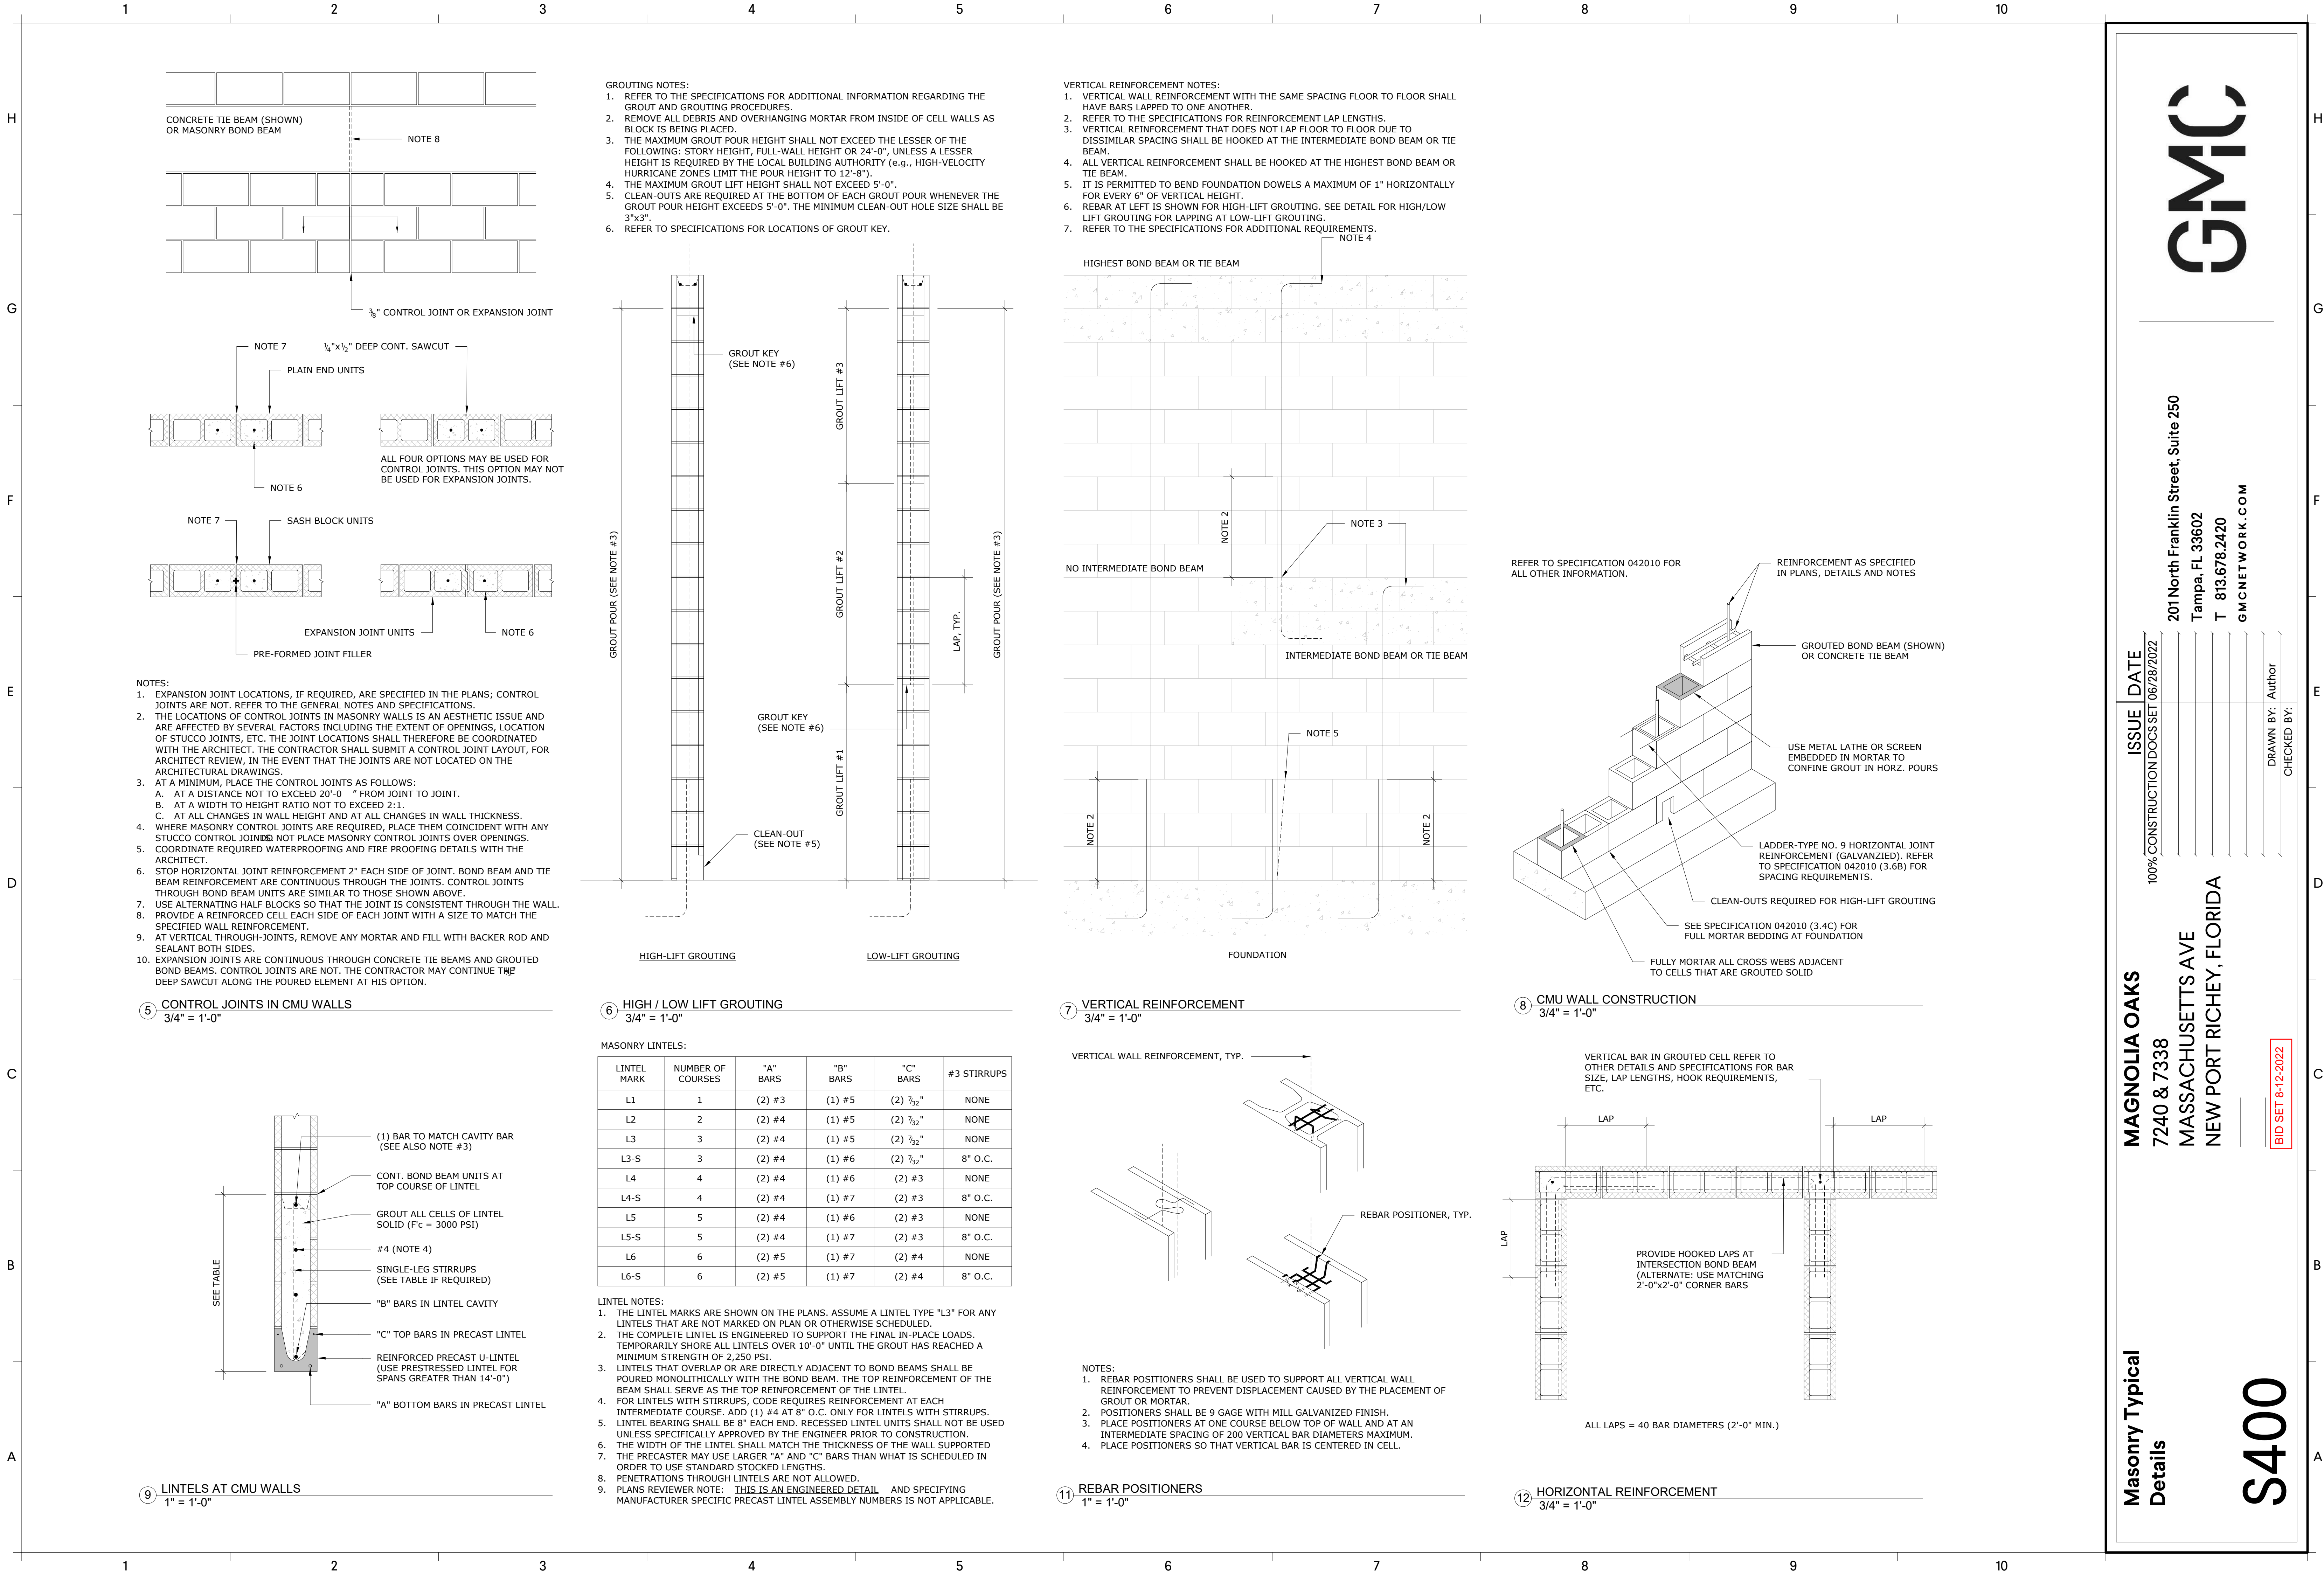 1 2 3 4 5 6 7 8 9 10
H
G
F
E
D
C
B
A
CONCRETE TIE BEAM (SHOWN)
OR MASONRY BOND BEAM
NOTE 8
⅜" CONTROL JOINT OR EXPANSION JOINT
NOTE 7
¼"x½" DEEP CONT. SAWCUT
PLAIN END UNITS
ALL FOUR OPTIONS MAY BE USED FOR
CONTROL JOINTS. THIS OPTION MAY NOT
BE USED FOR EXPANSION JOINTS.
NOTE 6
NOTE 7
SASH BLOCK UNITS
EXPANSION JOINT UNITS
NOTE 6
PRE-FORMED JOINT FILLER
NOTES:
1. EXPANSION JOINT LOCATIONS, IF REQUIRED, ARE SPECIFIED IN THE PLANS; CONTROL
JOINTS ARE NOT. REFER TO THE GENERAL NOTES AND SPECIFICATIONS.
2. THE LOCATIONS OF CONTROL JOINTS IN MASONRY WALLS IS AN AESTHETIC ISSUE AND
ARE AFFECTED BY SEVERAL FACTORS INCLUDING THE EXTENT OF OPENINGS, LOCATION
OF STUCCO JOINTS, ETC. THE JOINT LOCATIONS SHALL THEREFORE BE COORDINATED
WITH THE ARCHITECT. THE CONTRACTOR SHALL SUBMIT A CONTROL JOINT LAYOUT, FOR
ARCHITECT REVIEW, IN THE EVENT THAT THE JOINTS ARE NOT LOCATED ON THE
ARCHITECTURAL DRAWINGS.
3. AT A MINIMUM, PLACE THE CONTROL JOINTS AS FOLLOWS:
A. AT A DISTANCE NOT TO EXCEED 20'-0 " FROM JOINT TO JOINT.
B. AT A WIDTH TO HEIGHT RATIO NOT TO EXCEED 2:1.
C. AT ALL CHANGES IN WALL HEIGHT AND AT ALL CHANGES IN WALL THICKNESS.
4. WHERE MASONRY CONTROL JOINTS ARE REQUIRED, PLACE THEM COINCIDENT WITH ANY
STUCCO CONTROL JOINTS. DO NOT PLACE MASONRY CONTROL JOINTS OVER OPENINGS.
5. COORDINATE REQUIRED WATERPROOFING AND FIRE PROOFING DETAILS WITH THE
ARCHITECT.
6. STOP HORIZONTAL JOINT REINFORCEMENT 2" EACH SIDE OF JOINT. BOND BEAM AND TIE
BEAM REINFORCEMENT ARE CONTINUOUS THROUGH THE JOINTS. CONTROL JOINTS
THROUGH BOND BEAM UNITS ARE SIMILAR TO THOSE SHOWN ABOVE.
7. USE ALTERNATING HALF BLOCKS SO THAT THE JOINT IS CONSISTENT THROUGH THE WALL.
8. PROVIDE A REINFORCED CELL EACH SIDE OF EACH JOINT WITH A SIZE TO MATCH THE
SPECIFIED WALL REINFORCEMENT.
9. AT VERTICAL THROUGH-JOINTS, REMOVE ANY MORTAR AND FILL WITH BACKER ROD AND
SEALANT BOTH SIDES.
10. EXPANSION JOINTS ARE CONTINUOUS THROUGH CONCRETE TIE BEAMS AND GROUTED
BOND BEAMS. CONTROL JOINTS ARE NOT. THE CONTRACTOR MAY CONTINUE THE ½"
DEEP SAWCUT ALONG THE POURED ELEMENT AT HIS OPTION.
5 CONTROL JOINTS IN CMU WALLS
3/4" = 1'-0"
GROUTING NOTES:
1. REFER TO THE SPECIFICATIONS FOR ADDITIONAL INFORMATION REGARDING THE
GROUT AND GROUTING PROCEDURES.
2. REMOVE ALL DEBRIS AND OVERHANGING MORTAR FROM INSIDE OF CELL WALLS AS
BLOCK IS BEING PLACED.
3. THE MAXIMUM GROUT POUR HEIGHT SHALL NOT EXCEED THE LESSER OF THE
FOLLOWING: STORY HEIGHT, FULL-WALL HEIGHT OR 24'-0", UNLESS A LESSER
HEIGHT IS REQUIRED BY THE LOCAL BUILDING AUTHORITY (e.g., HIGH-VELOCITY
HURRICANE ZONES LIMIT THE POUR HEIGHT TO 12'-8").
4. THE MAXIMUM GROUT LIFT HEIGHT SHALL NOT EXCEED 5'-0".
5. CLEAN-OUTS ARE REQUIRED AT THE BOTTOM OF EACH GROUT POUR WHENEVER THE
GROUT POUR HEIGHT EXCEEDS 5'-0". THE MINIMUM CLEAN-OUT HOLE SIZE SHALL BE
3"x3".
6. REFER TO SPECIFICATIONS FOR LOCATIONS OF GROUT KEY.
GROUT KEY
(SEE NOTE #6)
GROUT POUR (SEE NOTE #3)
GROUT LIFT #3
GROUT LIFT #2
GROUT LIFT #1
LAP, TYP.
GROUT POUR (SEE NOTE #3)
GROUT KEY
(SEE NOTE #6)
CLEAN-OUT
(SEE NOTE #5)
HIGH-LIFT GROUTING
LOW-LIFT GROUTING
6 HIGH / LOW LIFT GROUTING
3/4" = 1'-0"
VERTICAL REINFORCEMENT NOTES:
1. VERTICAL WALL REINFORCEMENT WITH THE SAME SPACING FLOOR TO FLOOR SHALL
HAVE BARS LAPPED TO ONE ANOTHER.
2. REFER TO THE SPECIFICATIONS FOR REINFORCEMENT LAP LENGTHS.
3. VERTICAL REINFORCEMENT THAT DOES NOT LAP FLOOR TO FLOOR DUE TO
DISSIMILAR SPACING SHALL BE HOOKED AT THE INTERMEDIATE BOND BEAM OR TIE
BEAM.
4. ALL VERTICAL REINFORCEMENT SHALL BE HOOKED AT THE HIGHEST BOND BEAM OR
TIE BEAM.
5. IT IS PERMITTED TO BEND FOUNDATION DOWELS A MAXIMUM OF 1" HORIZONTALLY
FOR EVERY 6" OF VERTICAL HEIGHT.
6. REBAR AT LEFT IS SHOWN FOR HIGH-LIFT GROUTING. SEE DETAIL FOR HIGH/LOW
LIFT GROUTING FOR LAPPING AT LOW-LIFT GROUTING.
7. REFER TO THE SPECIFICATIONS FOR ADDITIONAL REQUIREMENTS.
NOTE 4
HIGHEST BOND BEAM OR TIE BEAM
NOTE 2
NOTE 3
NO INTERMEDIATE BOND BEAM
INTERMEDIATE BOND BEAM OR TIE BEAM
NOTE 5
NOTE 2
NOTE 2
FOUNDATION
7 VERTICAL REINFORCEMENT
3/4" = 1'-0"
REFER TO SPECIFICATION 042010 FOR
ALL OTHER INFORMATION.
REINFORCEMENT AS SPECIFIED
IN PLANS, DETAILS AND NOTES
GROUTED BOND BEAM (SHOWN)
OR CONCRETE TIE BEAM
USE METAL LATHE OR SCREEN
EMBEDDED IN MORTAR TO
CONFINE GROUT IN HORZ. POURS
LADDER-TYPE NO. 9 HORIZONTAL JOINT
REINFORCEMENT (GALVANZIED). REFER
TO SPECIFICATION 042010 (3.6B) FOR
SPACING REQUIREMENTS.
CLEAN-OUTS REQUIRED FOR HIGH-LIFT GROUTING
SEE SPECIFICATION 042010 (3.4C) FOR
FULL MORTAR BEDDING AT FOUNDATION
FULLY MORTAR ALL CROSS WEBS ADJACENT
TO CELLS THAT ARE GROUTED SOLID
8 CMU WALL CONSTRUCTION
3/4" = 1'-0"
(1) BAR TO MATCH CAVITY BAR
(SEE ALSO NOTE #3)
CONT. BOND BEAM UNITS AT
TOP COURSE OF LINTEL
GROUT ALL CELLS OF LINTEL
SOLID (F'c = 3000 PSI)
#4 (NOTE 4)
SINGLE-LEG STIRRUPS
(SEE TABLE IF REQUIRED)
SEE TABLE
"B" BARS IN LINTEL CAVITY
"C" TOP BARS IN PRECAST LINTEL
REINFORCED PRECAST U-LINTEL
(USE PRESTRESSED LINTEL FOR
SPANS GREATER THAN 14'-0")
"A" BOTTOM BARS IN PRECAST LINTEL
9 LINTELS AT CMU WALLS
1" = 1'-0"
MASONRY LINTELS:
LINTEL MARK NUMBER OF COURSES "A" BARS "B" BARS "C" BARS #3 STIRRUPS
L1 1 (2) #3 (1) #5 (2) 7/32" NONE
L2 2 (2) #4 (1) #5 (2) 7/32" NONE
L3 3 (2) #4 (1) #5 (2) 7/32" NONE
L3-S 3 (2) #4 (1) #6 (2) 7/32" 8" O.C.
L4 4 (2) #4 (1) #6 (2) #3 NONE
L4-S 4 (2) #4 (1) #7 (2) #3 8" O.C.
L5 5 (2) #4 (1) #6 (2) #3 NONE
L5-S 5 (2) #4 (1) #7 (2) #3 8" O.C.
L6 6 (2) #5 (1) #7 (2) #4 NONE
L6-S 6 (2) #5 (1) #7 (2) #4 8" O.C.
LINTEL NOTES:
1. THE LINTEL MARKS ARE SHOWN ON THE PLANS. ASSUME A LINTEL TYPE "L3" FOR ANY
LINTELS THAT ARE NOT MARKED ON PLAN OR OTHERWISE SCHEDULED.
2. THE COMPLETE LINTEL IS ENGINEERED TO SUPPORT THE FINAL IN-PLACE LOADS.
TEMPORARILY SHORE ALL LINTELS OVER 10'-0" UNTIL THE GROUT HAS REACHED A
MINIMUM STRENGTH OF 2,250 PSI.
3. LINTELS THAT OVERLAP OR ARE DIRECTLY ADJACENT TO BOND BEAMS SHALL BE
POURED MONOLITHICALLY WITH THE BOND BEAM. THE TOP REINFORCEMENT OF THE
BEAM SHALL SERVE AS THE TOP REINFORCEMENT OF THE LINTEL.
4. FOR LINTELS WITH STIRRUPS, CODE REQUIRES REINFORCEMENT AT EACH
INTERMEDIATE COURSE. ADD (1) #4 AT 8" O.C. ONLY FOR LINTELS WITH STIRRUPS.
5. LINTEL BEARING SHALL BE 8" EACH END. RECESSED LINTEL UNITS SHALL NOT BE USED
UNLESS SPECIFICALLY APPROVED BY THE ENGINEER PRIOR TO CONSTRUCTION.
6. THE WIDTH OF THE LINTEL SHALL MATCH THE THICKNESS OF THE WALL SUPPORTED
7. THE PRECASTER MAY USE LARGER "A" AND "C" BARS THAN WHAT IS SCHEDULED IN
ORDER TO USE STANDARD STOCKED LENGTHS.
8. PENETRATIONS THROUGH LINTELS ARE NOT ALLOWED.
9. PLANS REVIEWER NOTE: THIS IS AN ENGINEERED DETAIL AND SPECIFYING
MANUFACTURER SPECIFIC PRECAST LINTEL ASSEMBLY NUMBERS IS NOT APPLICABLE.
VERTICAL WALL REINFORCEMENT, TYP.
REBAR POSITIONER, TYP.
NOTES:
1. REBAR POSITIONERS SHALL BE USED TO SUPPORT ALL VERTICAL WALL
REINFORCEMENT TO PREVENT DISPLACEMENT CAUSED BY THE PLACEMENT OF
GROUT OR MORTAR.
2. POSITIONERS SHALL BE 9 GAGE WITH MILL GALVANIZED FINISH.
3. PLACE POSITIONERS AT ONE COURSE BELOW TOP OF WALL AND AT AN
INTERMEDIATE SPACING OF 200 VERTICAL BAR DIAMETERS MAXIMUM.
4. PLACE POSITIONERS SO THAT VERTICAL BAR IS CENTERED IN CELL.
11 REBAR POSITIONERS
1" = 1'-0"
VERTICAL BAR IN GROUTED CELL REFER TO
OTHER DETAILS AND SPECIFICATIONS FOR BAR
SIZE, LAP LENGTHS, HOOK REQUIREMENTS,
ETC.
LAP
LAP
LAP
PROVIDE HOOKED LAPS AT
INTERSECTION BOND BEAM
(ALTERNATE: USE MATCHING
2'-0"x2'-0" CORNER BARS
ALL LAPS = 40 BAR DIAMETERS (2'-0" MIN.)
12 HORIZONTAL REINFORCEMENT
3/4" = 1'-0"
GMC
201 North Franklin Street, Suite 250
Tampa, FL 33602
T 813.678.2420
GMCNETWORK.COM
ISSUE DATE
100% CONSTRUCTION DOCS SET 06/28/2022
DRAWN BY: Author
CHECKED BY:
MAGNOLIA OAKS
7240 & 7338
MASSACHUSETTS AVE
NEW PORT RICHEY, FLORIDA
BID SET 8-12-2022
Masonry Typical
Details
S400
H
G
F
E
D
C
B
A
1 2 3 4 5 6 7 8 9 10